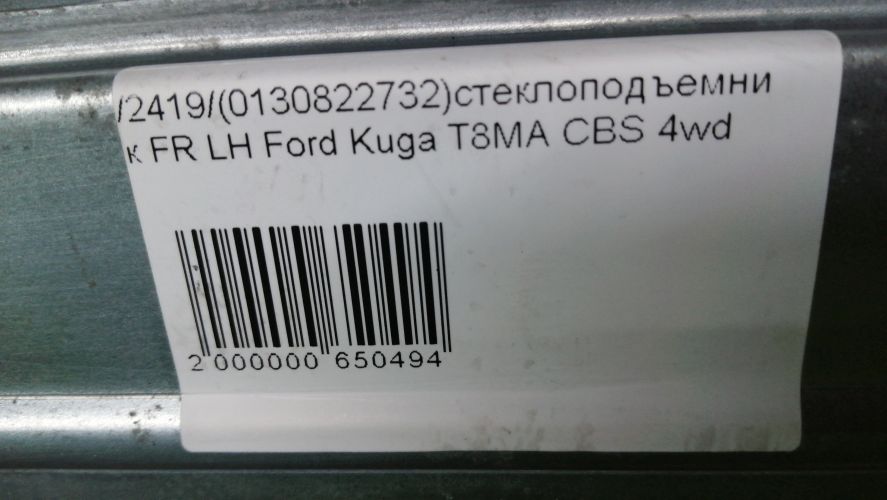 /2419/(0130822732)стеклоподъемни
к FR LH Ford Kuga T8MA CBS 4wd
2 000000 650494